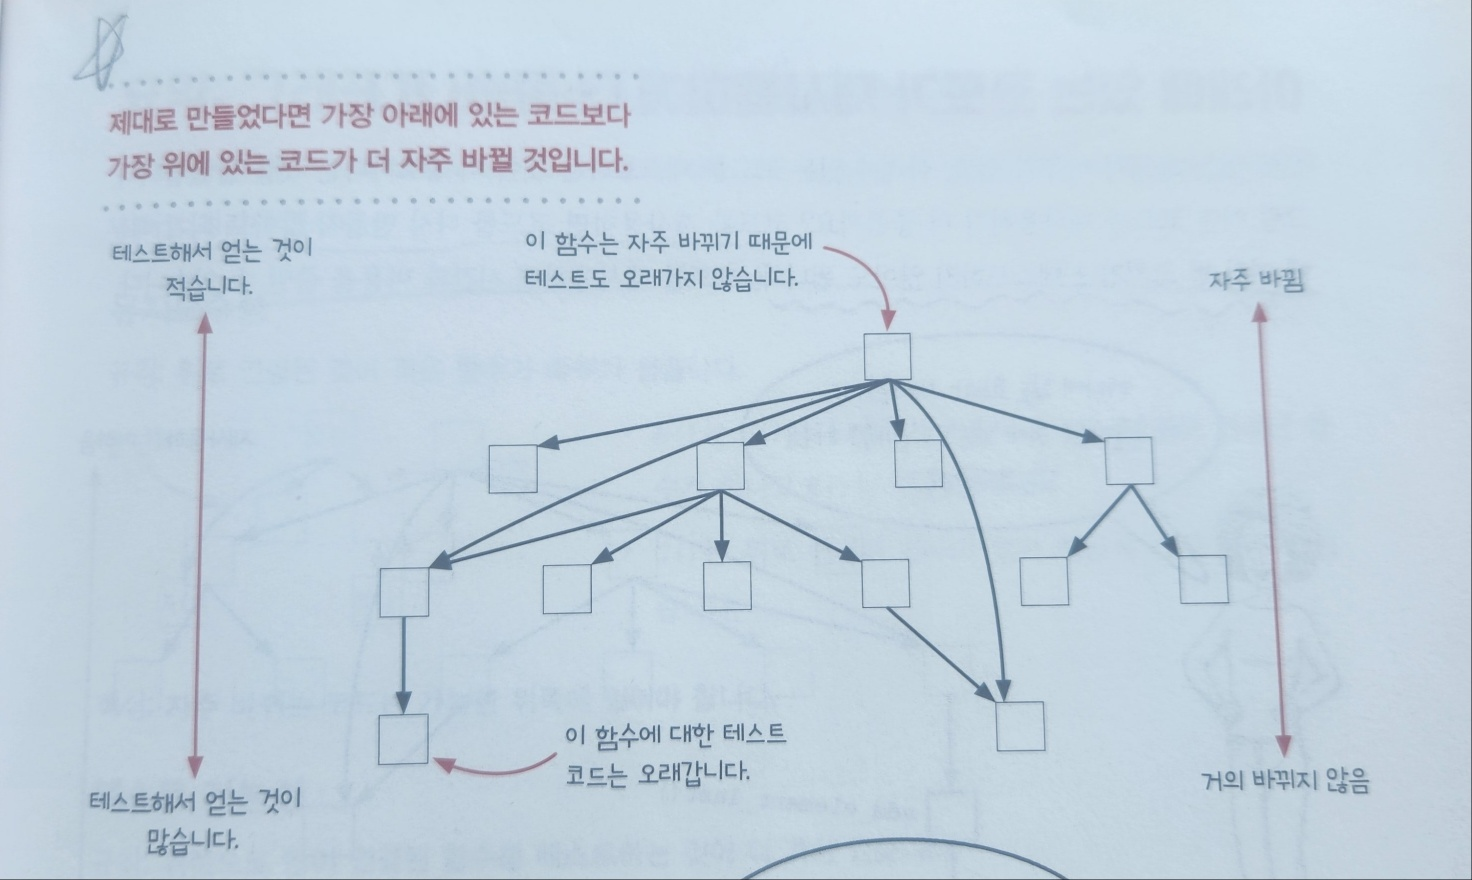 제대로 만들었다면 가장 아래에 있는 코드보다
가장 위에 있는 코드가 더 자주 바뀔 것입니다.
테스트해서 얻는 것이
적습니다.
이 함수는 자주 바뀌기 때문에
테스트도 오래가지 않습니다.
자주 바뀜
이 함수에 대한 테스트
코드는 오래갑니다.
테스트해서 얻는 것이
많습니다.
거의 바뀌지 않음